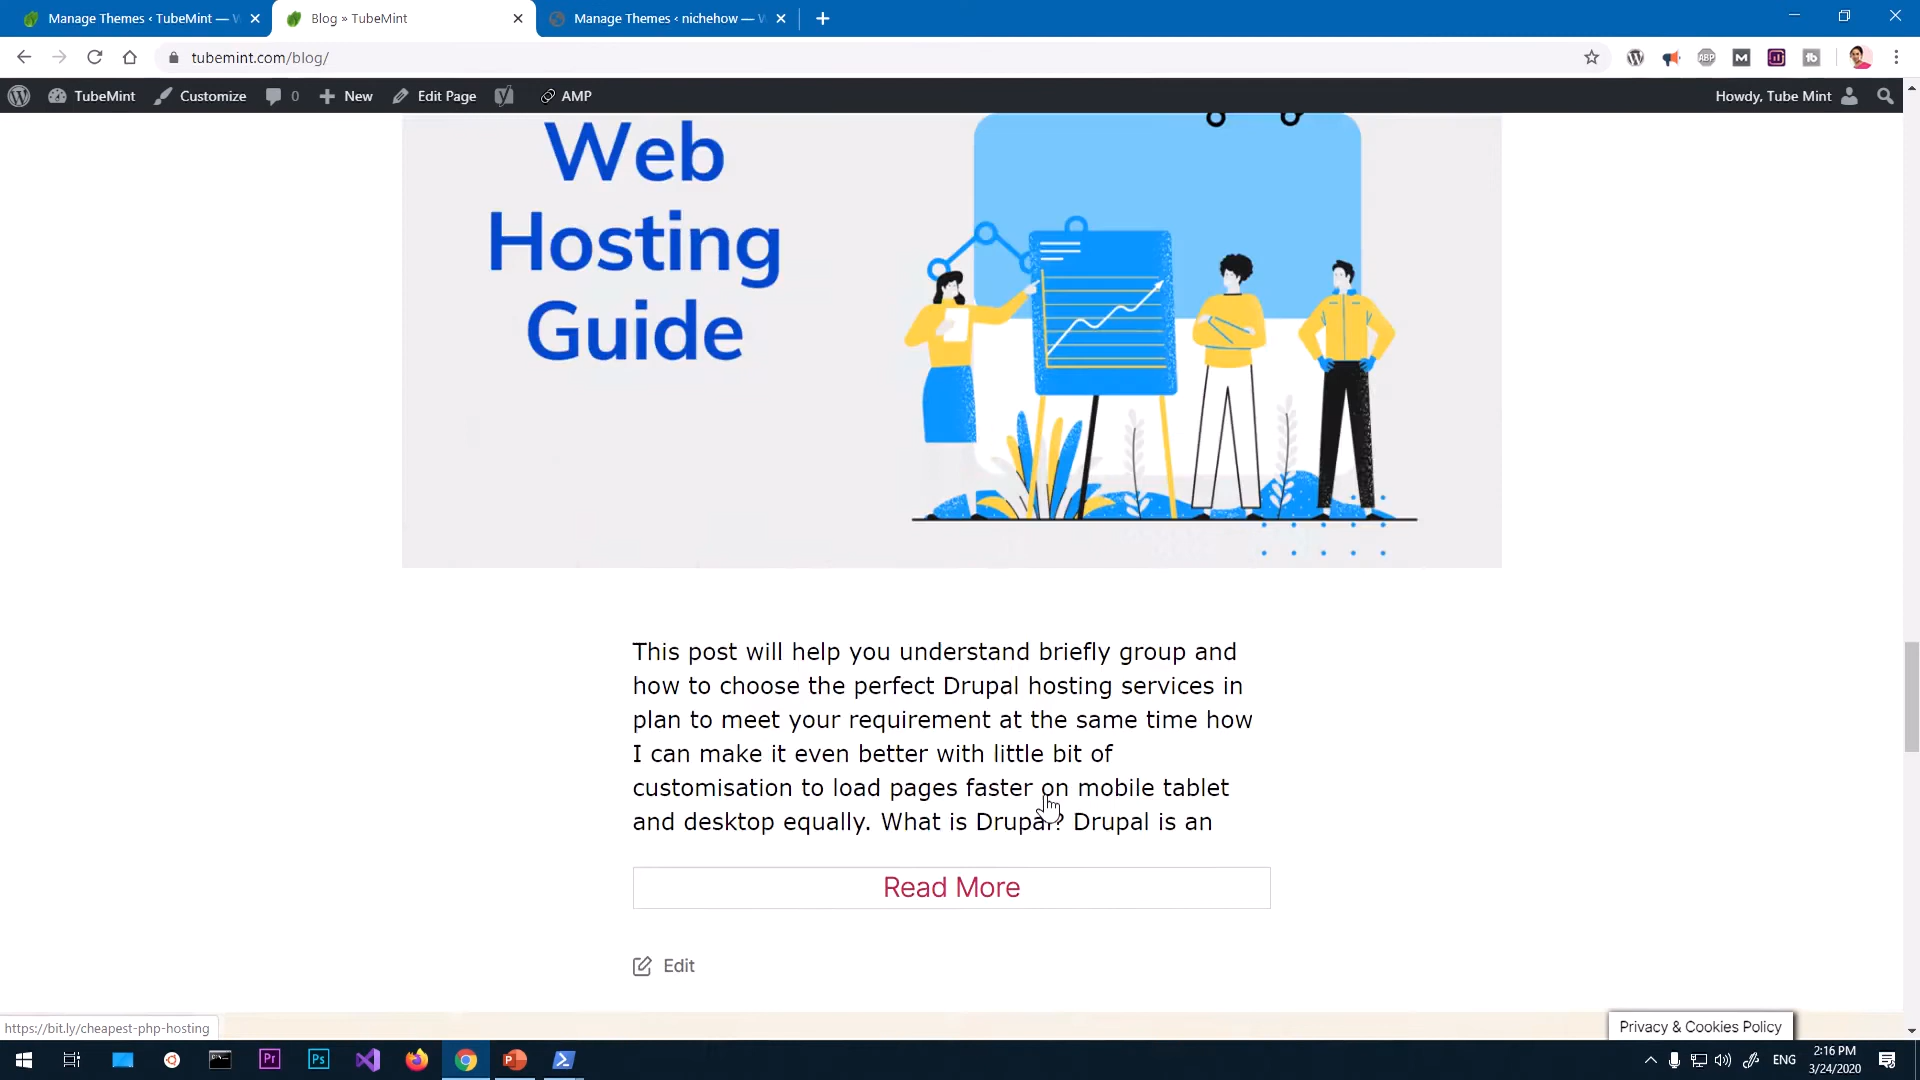 Manage Themes ‹ TubeMint — W
Blog » TubeMint
Manage Themes ‹ nichehow — W
tubemint.com/blog/
ABP
TubeMint
Customize
0
New
Edit Page
AMP
Howdy, Tube Mint
Web
Hosting
Guide
This post will help you understand briefly group and
how to choose the perfect Drupal hosting services in
plan to meet your requirement at the same time how
I can make it even better with little bit of
customisation to load pages faster on mobile tablet
and desktop equally. What is Drupal? Drupal is an
Read More
Edit
https://bit.ly/cheapest-php-hosting
Privacy & Cookies Policy
Pr
Ps
ENG
2:16 PM
3/24/2020